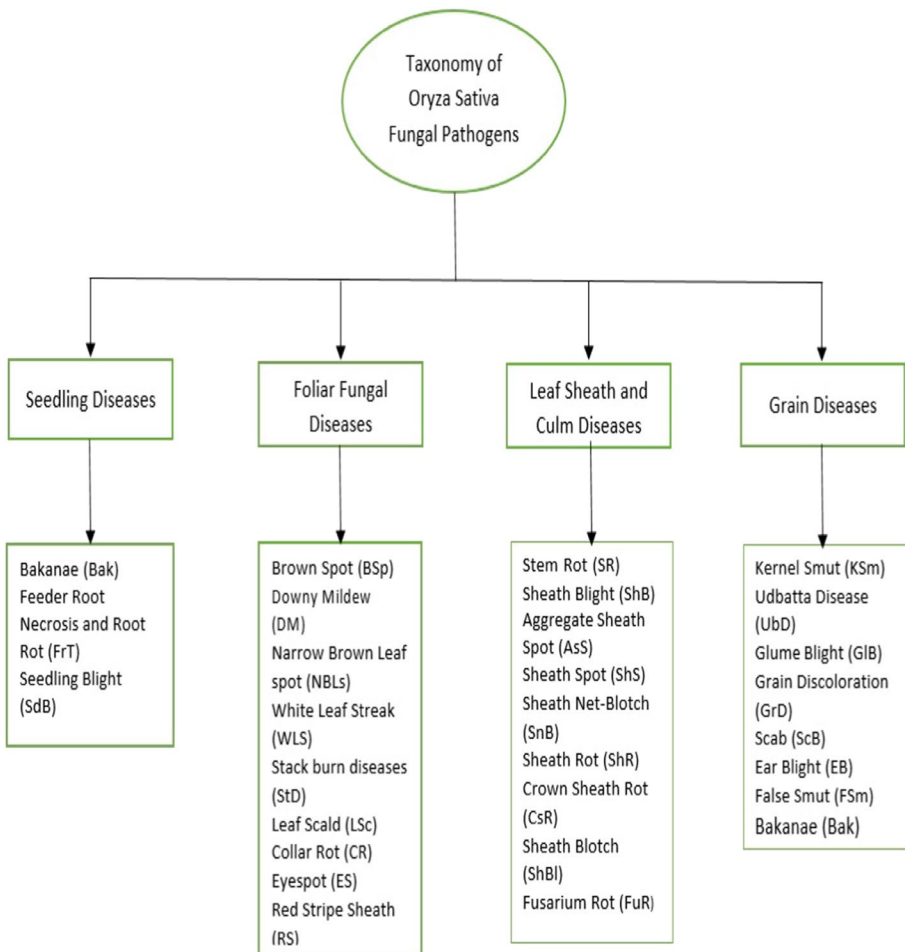 Taxonomy of
Oryza Sativa
Fungal Pathogens
Seedling Diseases
Foliar Fungal
Diseases
Leaf Sheath and
Culm Diseases
Grain Diseases
Bakanae (Bak)
Feeder Root
Necrosis and Root
Rot (FrT)
Seedling Blight
(SdB)
Brown Spot (BSp)
Downy Mildew
(DM)
Narrow Brown Leaf
spot (NBLs)
White Leaf Streak
(WLS)
Stack burn diseases
(StD)
Leaf Scald (LSc)
Collar Rot (CR)
Eyespot (ES)
Red Stripe Sheath
(RS)
Stem Rot (SR)
Sheath Blight (ShB)
Aggregate Sheath
Spot (AsS)
Sheath Spot (ShS)
Sheath Net-Blotch
(SnB)
Sheath Rot (ShR)
Crown Sheath Rot
(CsR)
Sheath Blotch
(ShBl)
Fusarium Rot (FuR)
Kernel Smut (KSm)
Udbatta Disease
(UbD)
Glume Blight (GlB)
Grain Discoloration
(GrD)
Scab (ScB)
Ear Blight (EB)
False Smut (FSm)
Bakanae (Bak)